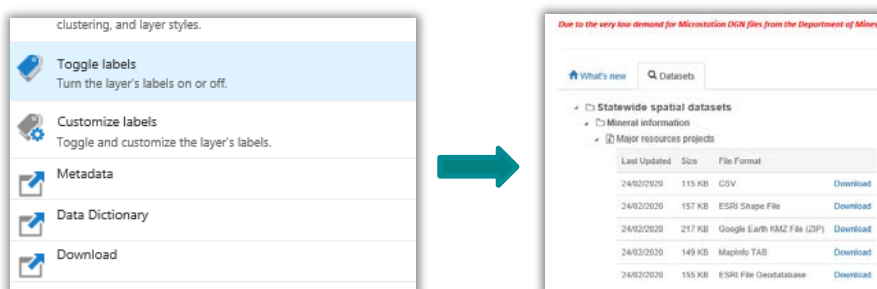 clustering, and layer styles.
Toggle labels
Turn the layer's labels on or off.
Customize labels
Toggle and customize the layer's labels.
Metadata
Data Dictionary
Download
Due to the very low demand for Microstation DGN files from the Department of Mines
What's new Datasets
Statewide spatial datasets
Mineral information
Major resources projects
Last Updated Size File Format
24/02/2020 115 KB CSV Download
24/02/2020 157 KB ESRI Shape File Download
24/02/2020 217 KB Google Earth KMZ File (ZIP) Download
24/02/2020 149 KB MapInfo TAB Download
24/02/2020 155 KB ESRI File Geodatabase Download